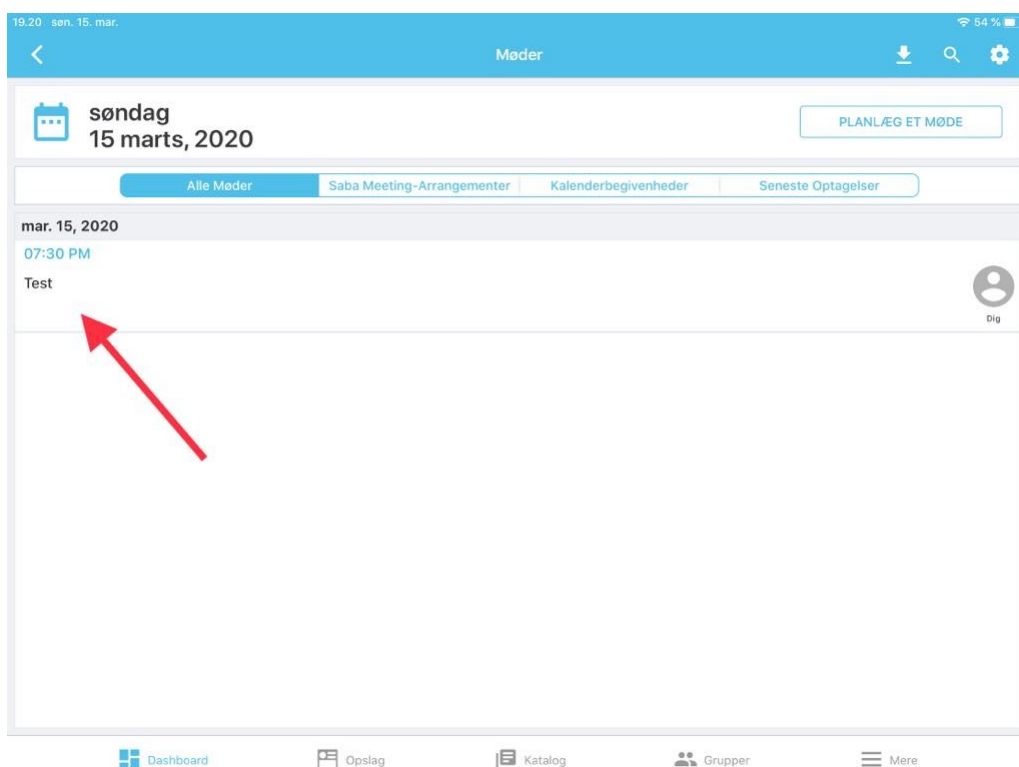 19.20 søn. 15. mar.
54 %
Møder
søndag
15 marts, 2020
PLANLÆG ET MØDE
Alle Møder
Saba Meeting-Arrangementer
Kalenderbegivenheder
Seneste Optagelser
mar. 15, 2020
07:30 PM
Test
Dig
Dashboard
Opslag
Katalog
Grupper
Mere